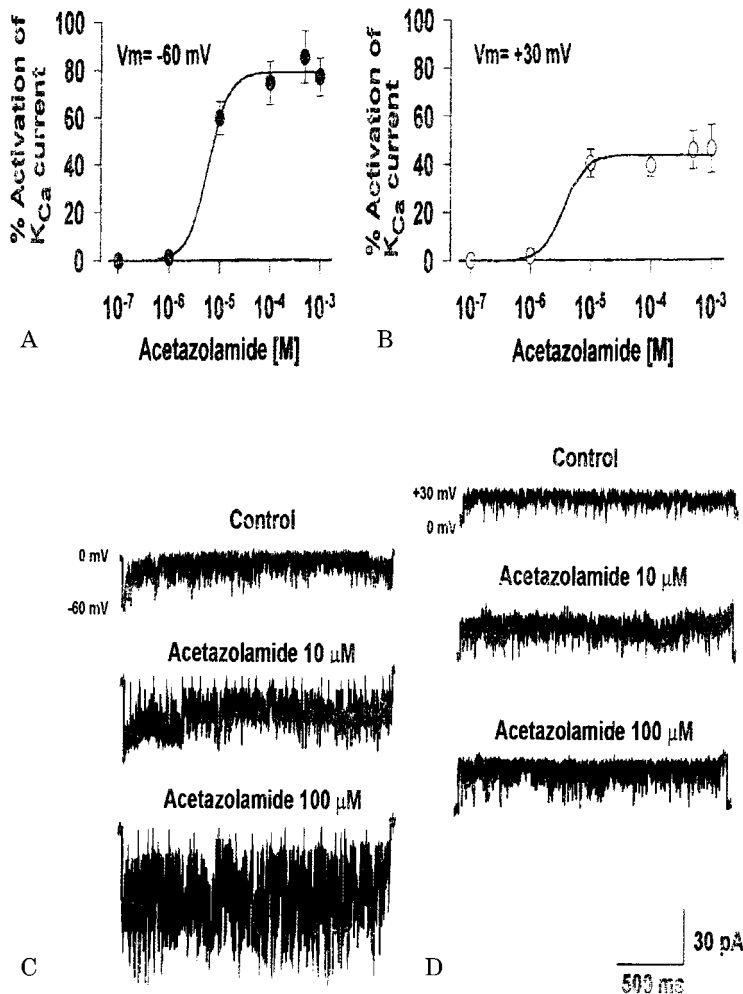 % Activation of
K Ca current
100
80
60
40
20
0
Vm= -60 mV
10-7 10-6 10-5 10-4 10-3
A
Acetazolamide [M]
% Activation of
K Ca current
100
80
60
40
20
0
Vm= +30 mV
10-7 10-6 10-5 10-4 10-3
B
Acetazolamide [M]
Control
0 mV
-60 mV
Acetazolamide 10 µM
Acetazolamide 100 µM
C
Control
+30 mV
0 mV
Acetazolamide 10 µM
Acetazolamide 100 µM
D
30 pA
500 ms